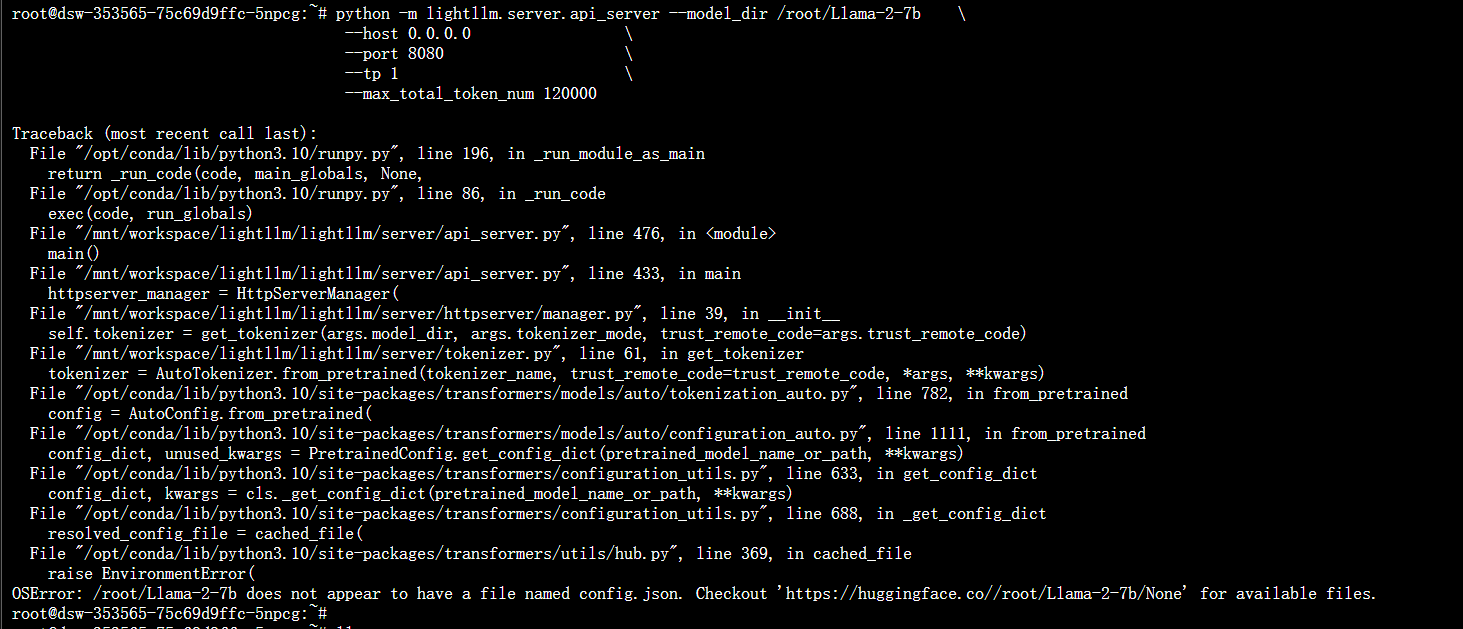 root@dsw-353565-75c69d9ffc-5npcg:~# python -m lightllm.server.api_server --model_dir /root/Llama-2-7b \
--host 0.0.0.0 \
--port 8080 \
--tp 1 \
--max_total_token_num 120000
Traceback (most recent call last):
File "/opt/conda/lib/python3.10/runpy.py", line 196, in _run_module_as_main
return _run_code(code, main_globals, None,
File "/opt/conda/lib/python3.10/runpy.py", line 86, in _run_code
exec(code, run_globals)
File "/mnt/workspace/lightllm/lightllm/server/api_server.py", line 476, in <module>
main()
File "/mnt/workspace/lightllm/lightllm/server/api_server.py", line 433, in main
httpserver_manager = HttpServerManager(
File "/mnt/workspace/lightllm/lightllm/server/httpserver/manager.py", line 39, in __init__
self.tokenizer = get_tokenizer(args.model_dir, args.tokenizer_mode, trust_remote_code=args.trust_remote_code)
File "/mnt/workspace/lightllm/lightllm/server/tokenizer.py", line 61, in get_tokenizer
tokenizer = AutoTokenizer.from_pretrained(tokenizer_name, trust_remote_code=trust_remote_code, *args, **kwargs)
File "/opt/conda/lib/python3.10/site-packages/transformers/models/auto/tokenization_auto.py", line 782, in from_pretrained
config = AutoConfig.from_pretrained(
File "/opt/conda/lib/python3.10/site-packages/transformers/models/auto/configuration_auto.py", line 1111, in from_pretrained
config_dict, unused_kwargs = PretrainedConfig.get_config_dict(pretrained_model_name_or_path, **kwargs)
File "/opt/conda/lib/python3.10/site-packages/transformers/configuration_utils.py", line 633, in get_config_dict
config_dict, kwargs = cls._get_config_dict(pretrained_model_name_or_path, **kwargs)
File "/opt/conda/lib/python3.10/site-packages/transformers/configuration_utils.py", line 688, in _get_config_dict
resolved_config_file = cached_file(
File "/opt/conda/lib/python3.10/site-packages/transformers/utils/hub.py", line 369, in cached_file
raise EnvironmentError(
OSError: /root/Llama-2-7b does not appear to have a file named config.json. Checkout 'https://huggingface.co//root/Llama-2-7b/None' for available files.
root@dsw-353565-75c69d9ffc-5npcg:~#